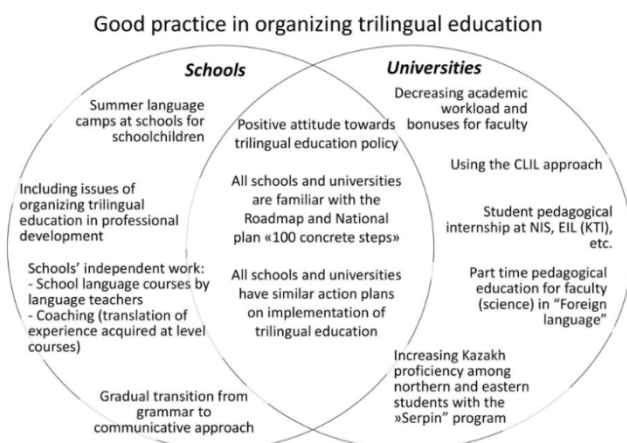 Good practice in organizing trilingual education
Schools
Summer language
camps at schools for
schoolchildren
Including issues of
organizing trilingual
education in professional
development
Schools' independent work:
- School language courses by
language teachers
- Coaching (translation of
experience acquired at level
courses)
Gradual transition from
grammar to
communicative approach
Positive attitude towards
trilingual education policy
All schools and universities
are familiar with the
Roadmap and National
plan «100 concrete steps»
All schools and universities
have similar action plans
on implementation of
trilingual education
Universities
Decreasing academic
workload and
bonuses for faculty
Using the CLIL approach
Student pedagogical
internship at NIS, EIL (KTI),
etc.
Part time pedagogical
education for faculty
(science) in "Foreign
language"
Increasing Kazakh
proficiency among
northern and eastern
students with the
»Serpin" program